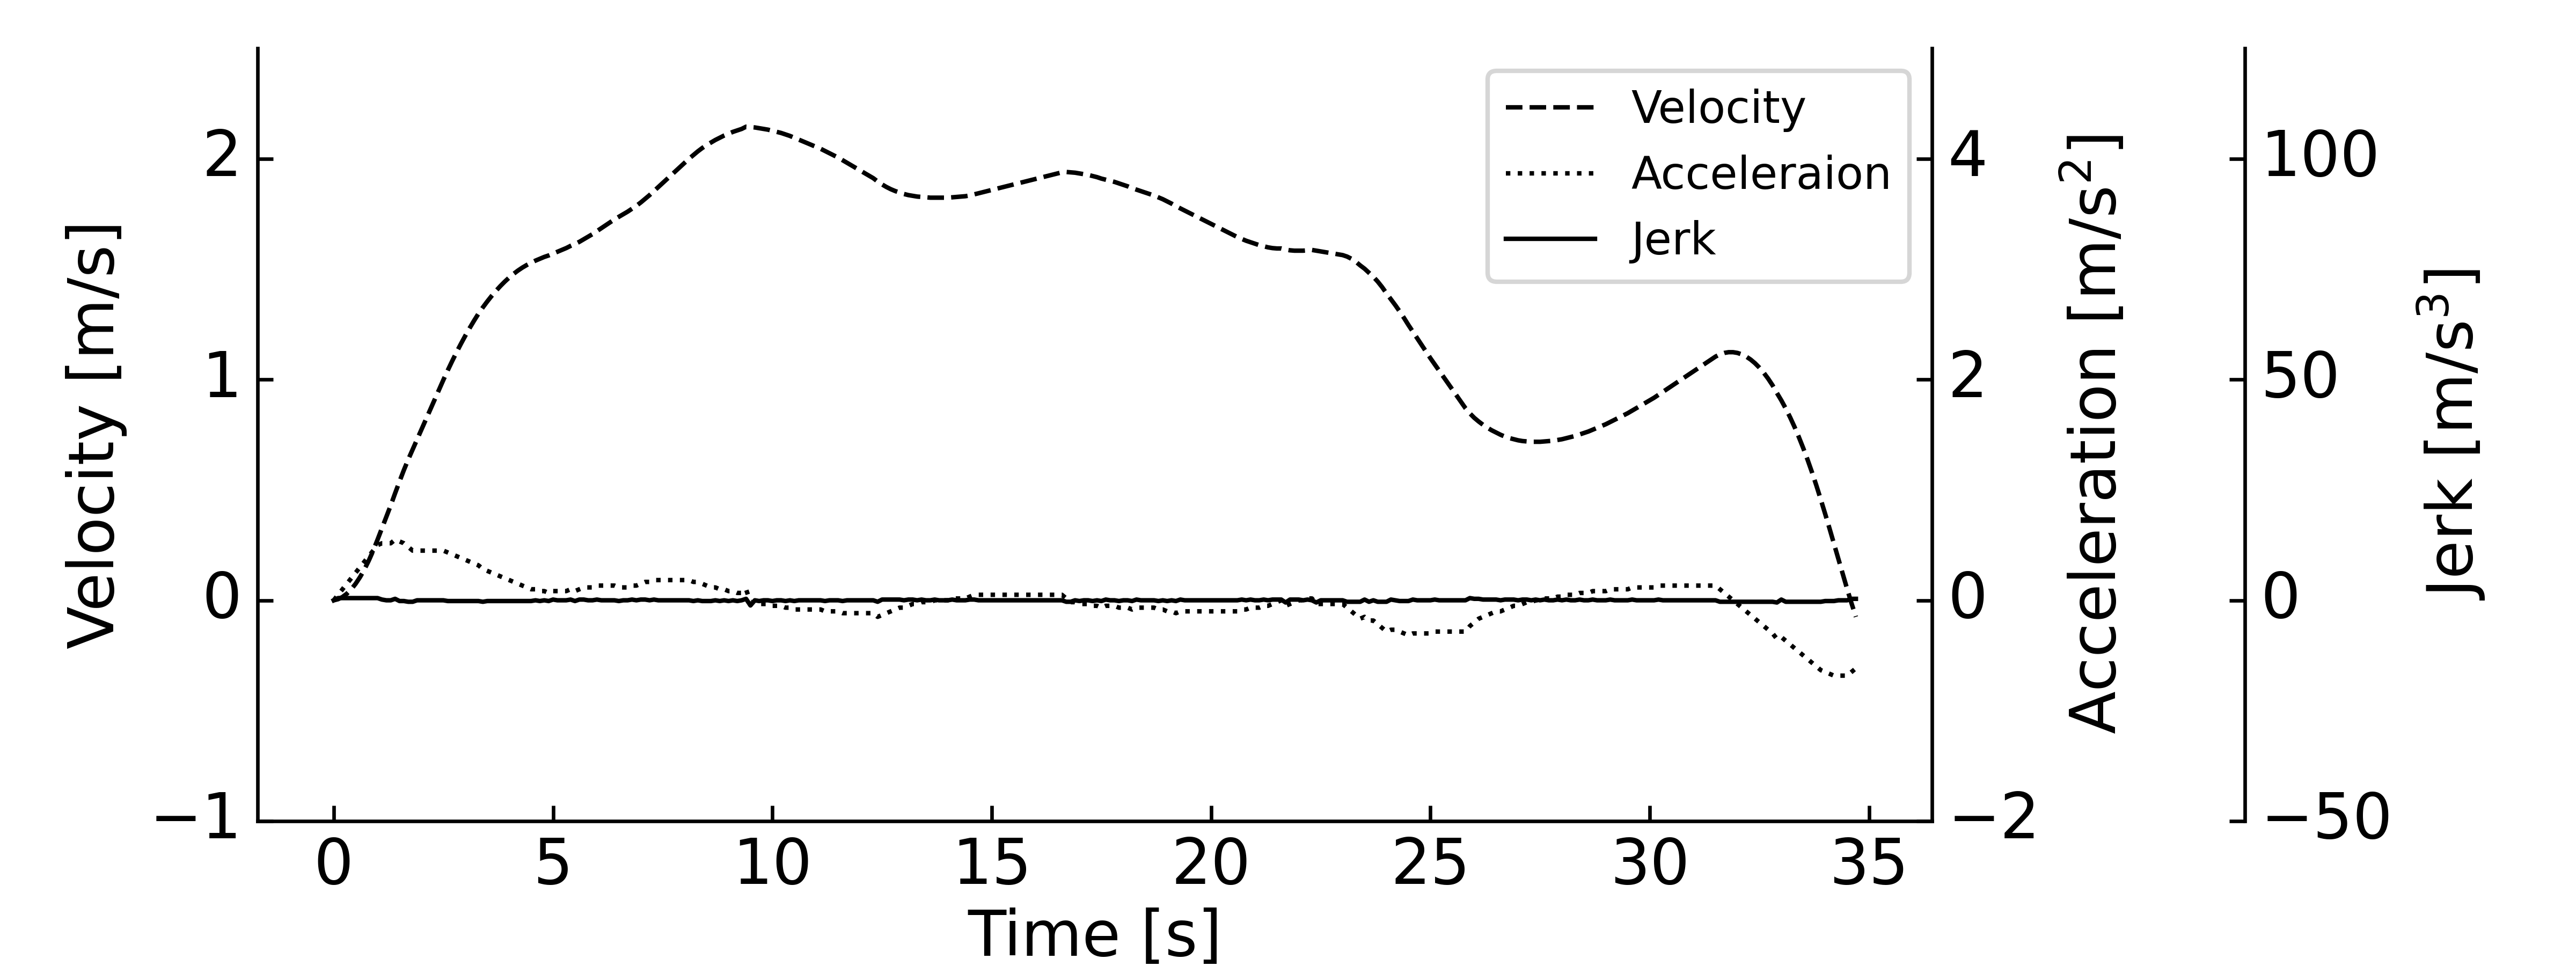 Velocity [m/s]
2
1
0
−1
0 5 10 15 20 25 30 35
Time [s]
Velocity
Acceleraion
Jerk
4
2
0
−2
Acceleration [m/s²]
100
50
0
−50
Jerk [m/s³]